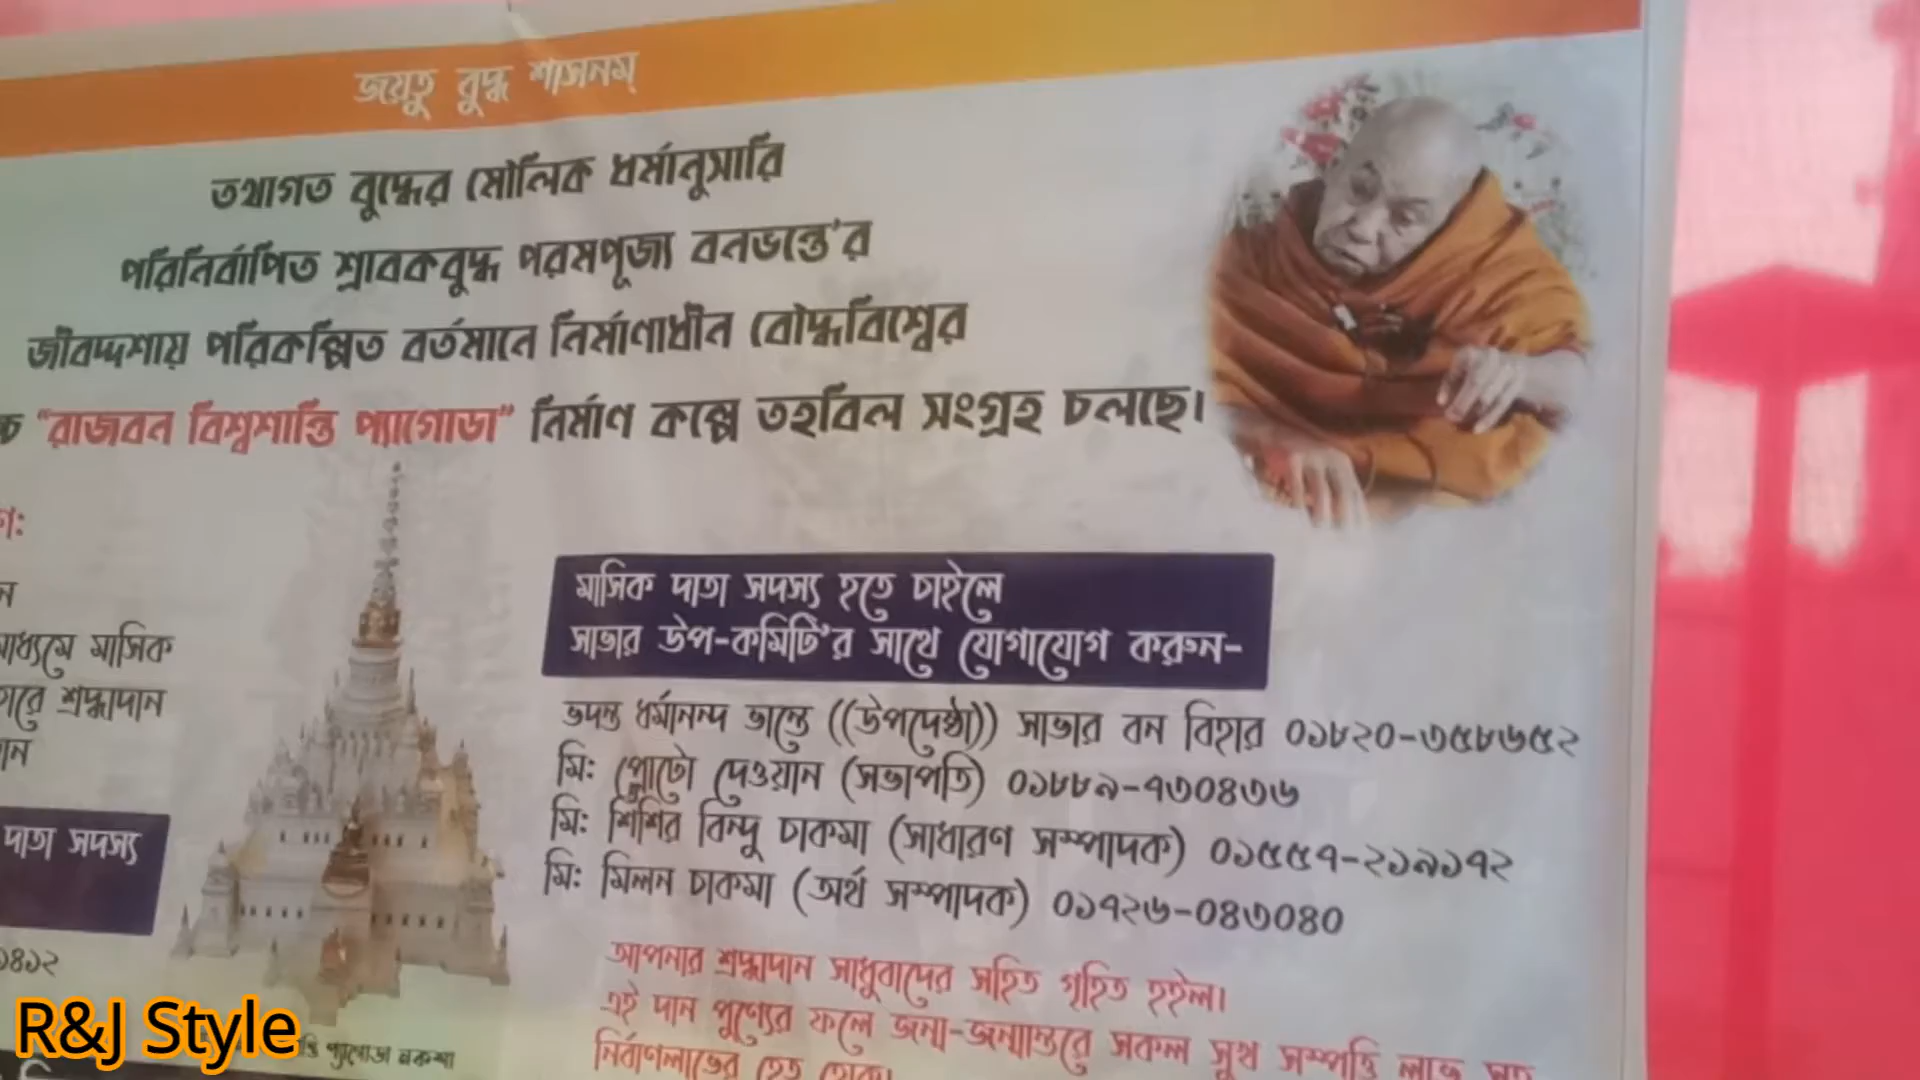 জয়তু বুদ্ধ শাসনম্
তথাগত বুদ্ধের মৌলিক ধর্মানুসারি
পরিনির্বাপিত শ্রাবকবুদ্ধ পরমপূজ্য বনভন্তে'র
জীবদ্দশায় পরিকল্পিত বর্তমানে নির্মাণাধীন বৌদ্ধবিশ্বের
"রাজবন বিশ্বশান্তি প্যাগোডা" নির্মাণ কল্পে তহবিল সংগ্রহ চলছে।
মাসিক
শ্রদ্ধাদান
দাতা সদস্য
প্যাগোডা নকশা
মাসিক দাতা সদস্য হতে চাইলে
সাভার উপ-কমিটি'র সাথে যোগাযোগ করুন-
ভদন্ত ধর্মানন্দ ভান্তে ((উপদেষ্ঠা)) সাভার বন বিহার ০১৮২০-৩৫৮৬৫২
মি: প্লুটো দেওয়ান (সভাপতি) ০১৮৮৯-৭৩০৪৩৬
মি: শিশির বিন্দু চাকমা (সাধারণ সম্পাদক) ০১৫৫৭-২১৯১৭২
মি: মিলন চাকমা (অর্থ সম্পাদক) ০১৭২৬-০৪৩০৪০
আপনার শ্রদ্ধাদান সাধুবাদের সহিত গৃহিত হইল।
এই দান পুণ্যের ফলে জন্ম-জন্মান্তরে সকল সুখ সম্পত্তি লাভ সহ
নির্বাণলাভের হেতু হোক।
R&J Style